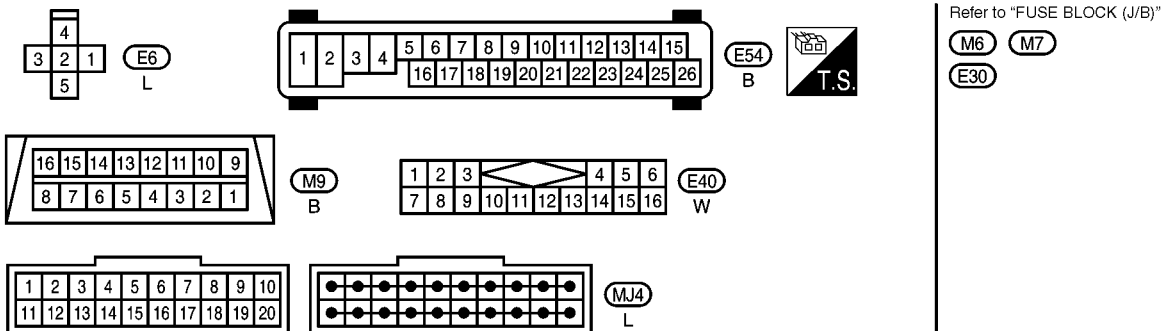 4
3 2 1
5
E6
L
1 2 3 4 5 6 7 8 9 10 11 12 13 14 15
16 17 18 19 20 21 22 23 24 25 26
E54
B
T.S.
Refer to "FUSE BLOCK (J/B)"
M6 M7
E30
16 15 14 13 12 11 10 9
8 7 6 5 4 3 2 1
M9
B
1 2 3 4 5 6
7 8 9 10 11 12 13 14 15 16
E40
W
1 2 3 4 5 6 7 8 9 10
11 12 13 14 15 16 17 18 19 20
MJ4
L